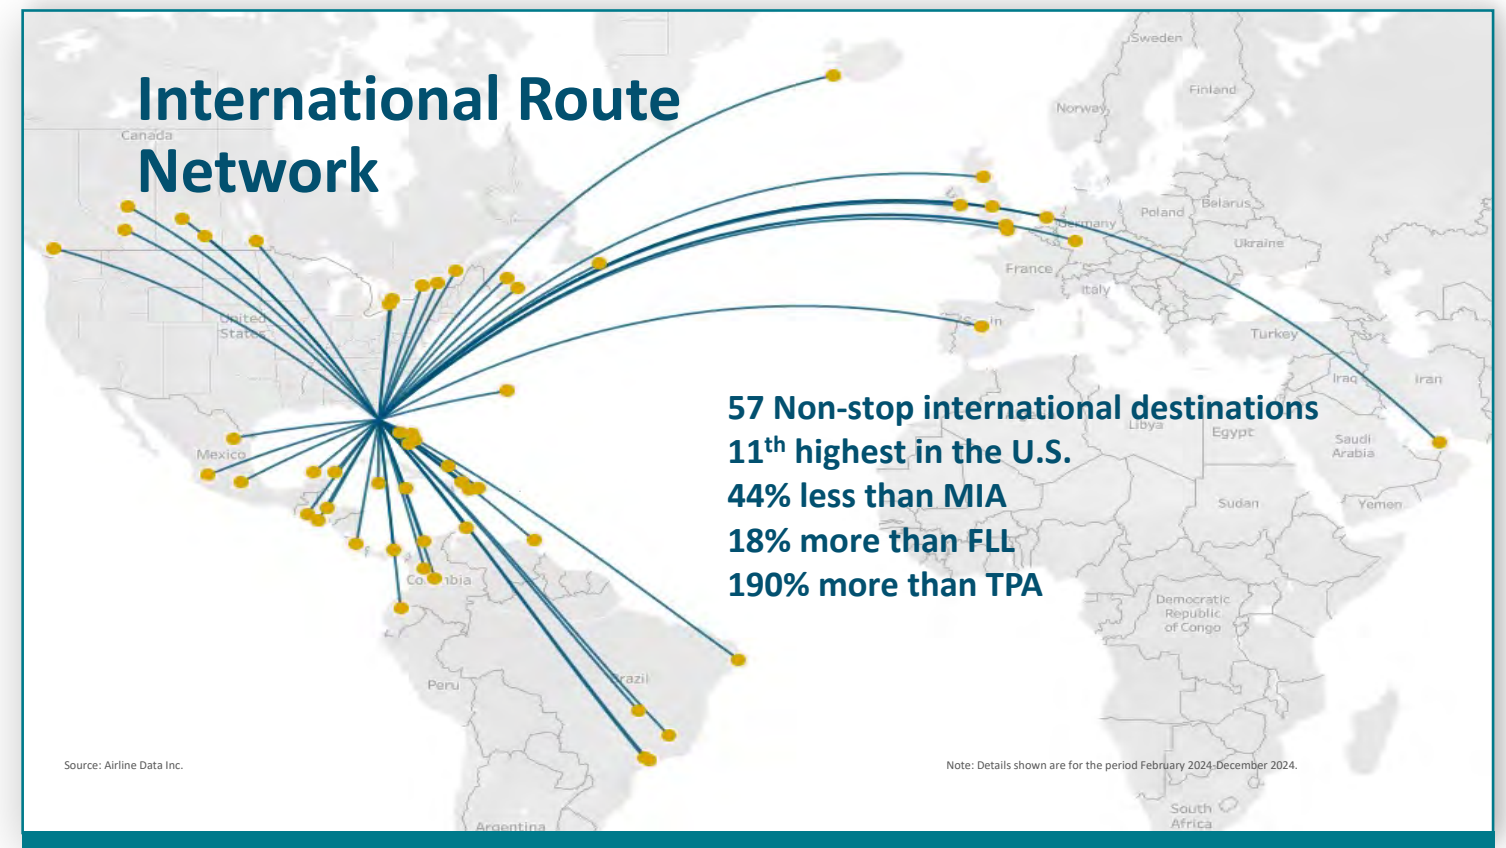 International Route
Network
Sweden
Finland
Norway
Canada
Belarus
Poland
Germany
Ukraine
France
Italy
United
States
Turkey
Iraq
Iran
57 Non-stop international destinations
Libya
Egypt
Saudi
Arabia
11th highest in the U.S.
Mexico
44% less than MIA
Sudan
Yemen
18% more than FLL
190% more than TPA
Democratic
Republic
of Congo
Peru
Source: Airline Data Inc.
Note: Details shown are for the period February 2024-December 2024.
South
Africa
Argentina